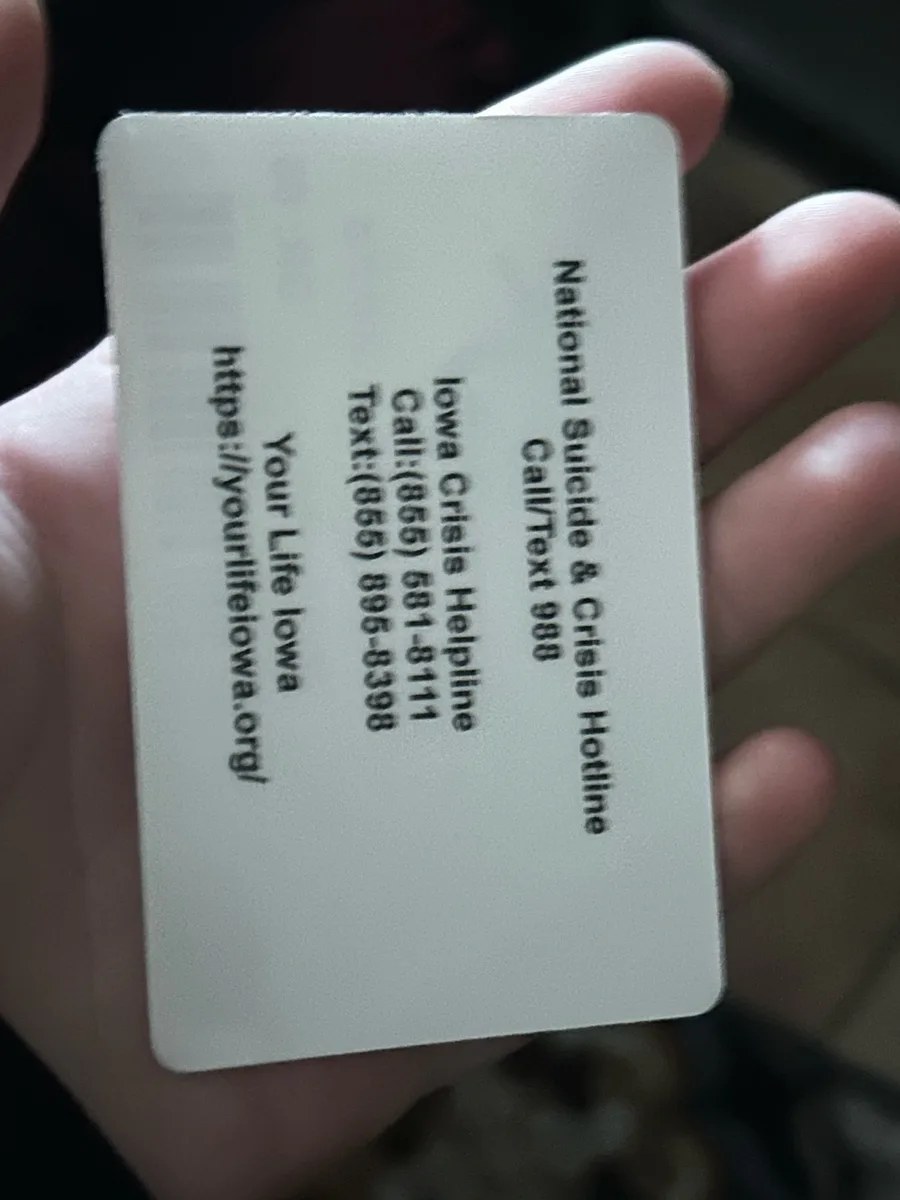 National Suicide & Crisis Hotline
Call/Text 988
Iowa Crisis Helpline
Call:(855) 581-8111
Text:(855) 895-8398
Your Life Iowa
https://yourlifeiowa.org/